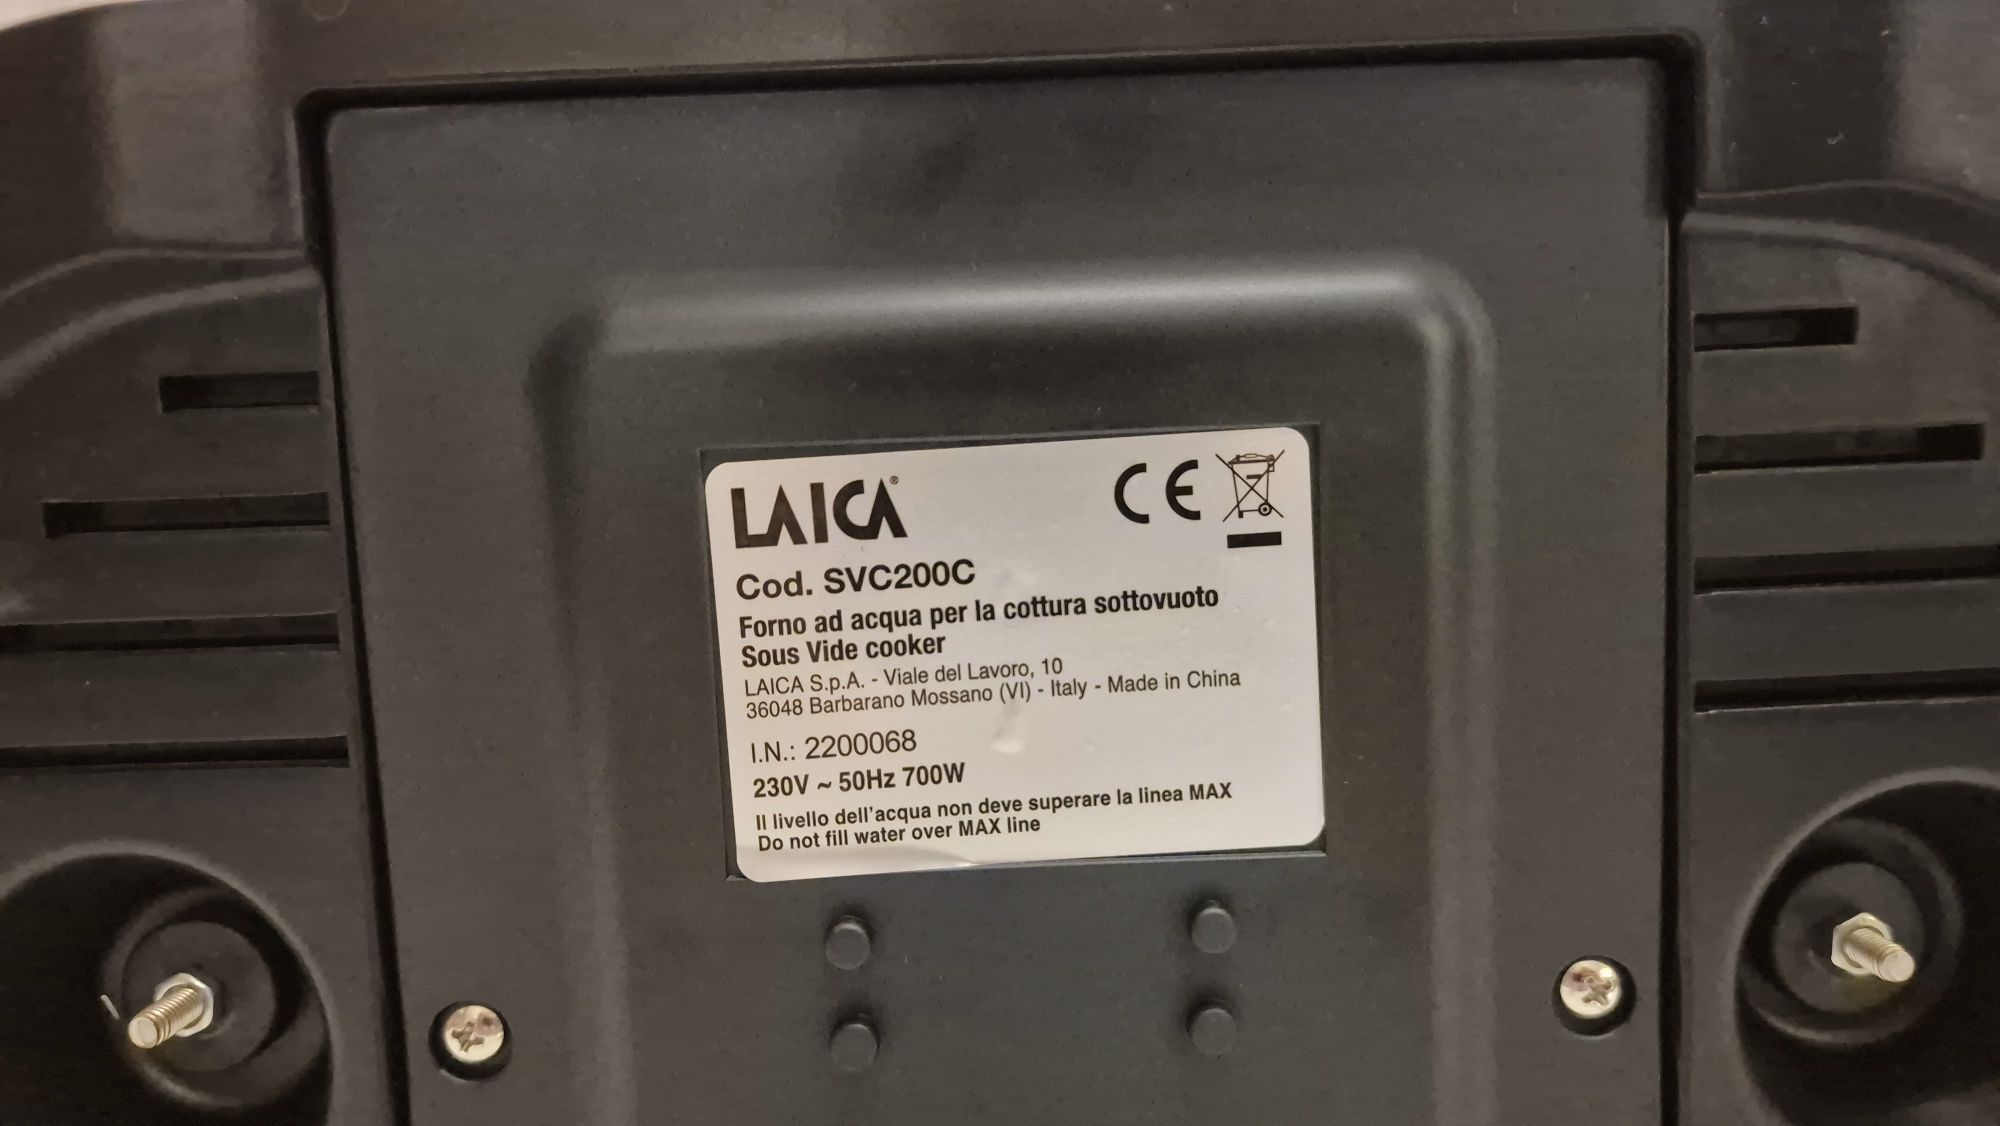 LAICA®
CE
Cod. SVC200C
Forno ad acqua per la cottura sottovuoto
Sous Vide cooker
LAICA S.p.A. - Viale del Lavoro, 10
36048 Barbarano Mossano (VI) - Italy - Made in China
I.N.: 2200068
230V ~ 50Hz 700W
Il livello dell'acqua non deve superare la linea MAX
Do not fill water over MAX line